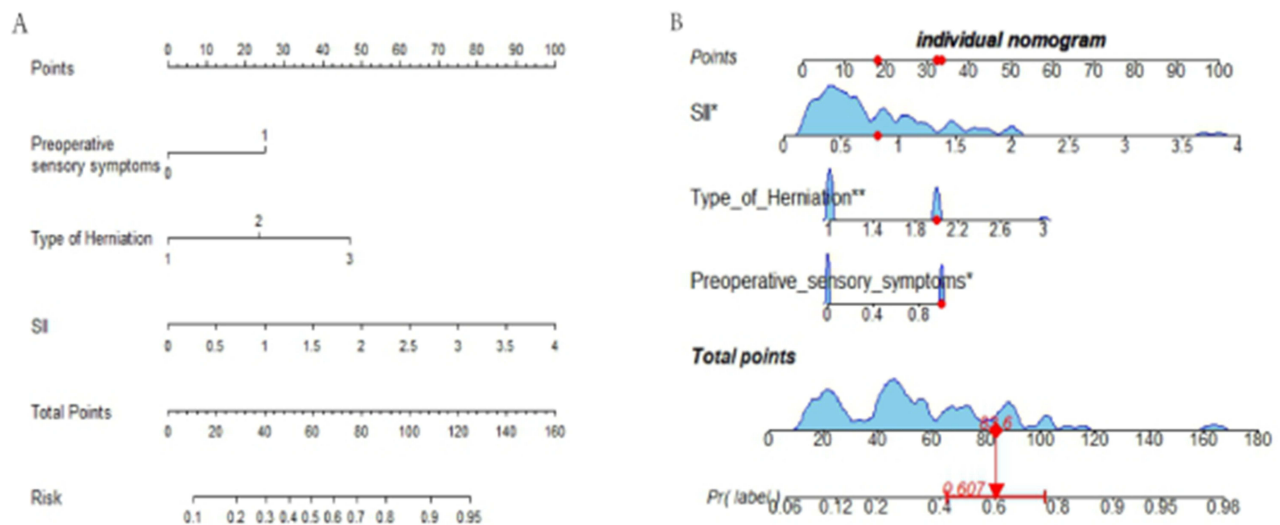 A
Points
0 10 20 30 40 50 60 70 80 90 100
Preoperative
sensory symptoms
0
1
Type of Herniation
1
2
3
SII
0 0.5 1 1.5 2 2.5 3 3.5 4
Total Points
0 20 40 60 80 100 120 140 160
Risk
0.1 0.2 0.3 0.4 0.5 0.6 0.7 0.8 0.9 0.95
B
individual nomogram
Points
0 10 20 30 40 50 60 70 80 90 100
SII*
0 0.5 1 1.5 2 2.5 3 3.5 4
Type_of_Herniation**
1 1.4 1.8 2.2 2.6 3
Preoperative_sensory_symptoms*
0 0.4 0.8
Total points
0 20 40 60 80 100 120 140 160 180
0.607
Pr( label )
0.06 0.12 0.2 0.4 0.6 0.8 0.9 0.95 0.98